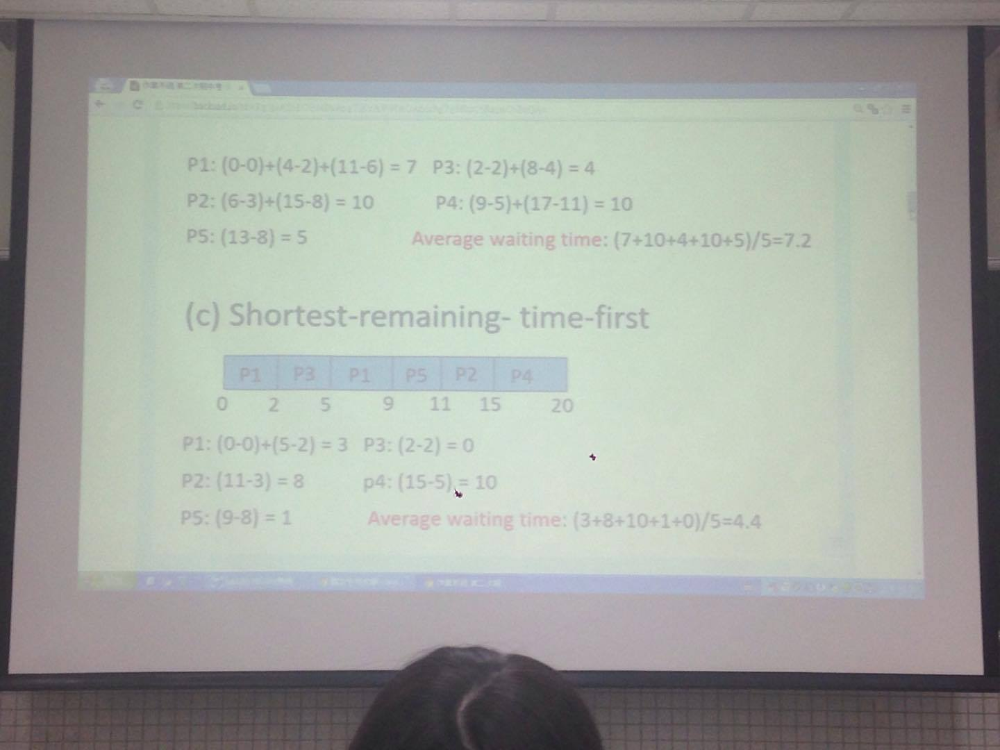 P1: (0-0)+(4-2)+(11-6) = 7 P3: (2-2)+(8-4) = 4
P2: (6-3)+(15-8) = 10 P4: (9-5)+(17-11) = 10
P5: (13-8) = 5 Average waiting time: (7+10+4+10+5)/5=7.2
(c) Shortest-remaining- time-first
P1 P3 P1 P5 P2 P4
0 2 5 9 11 15 20
P1: (0-0)+(5-2) = 3 P3: (2-2) = 0
P2: (11-3) = 8 p4: (15-5) = 10
P5: (9-8) = 1 Average waiting time: (3+8+10+1+0)/5=4.4